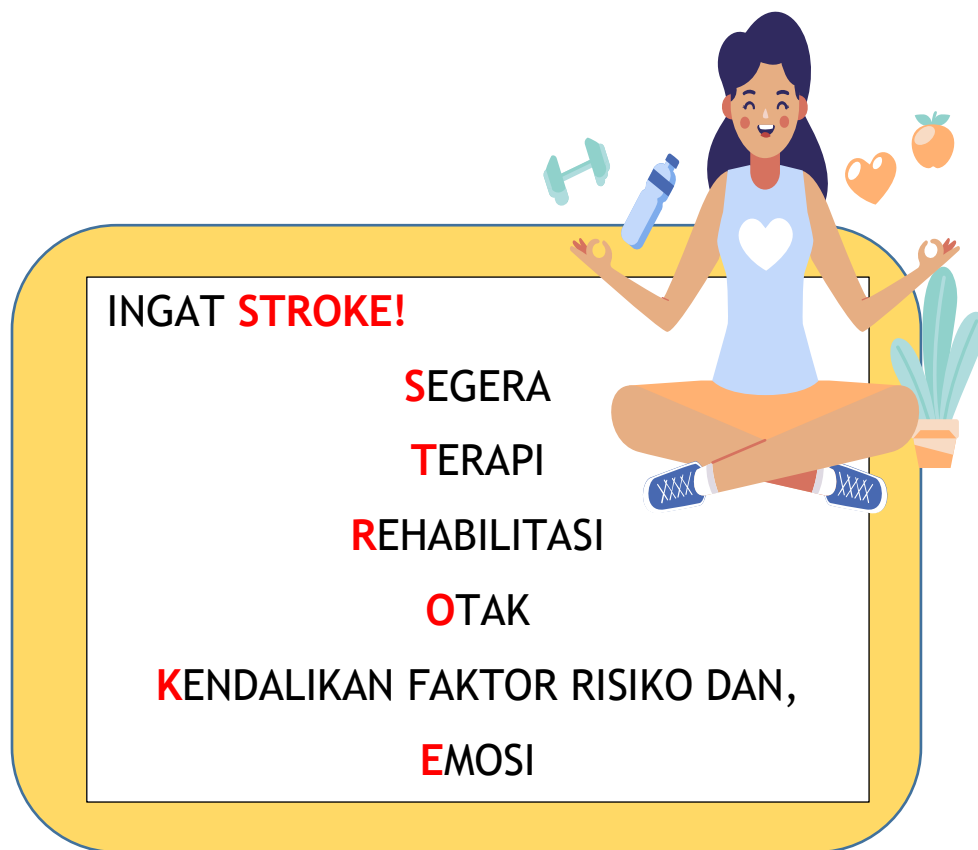 INGAT STROKE!
SEGERA
TERAPI
REHABILITASI
OTAK
KENDALIKAN FAKTOR RISIKO DAN,
EMOSI